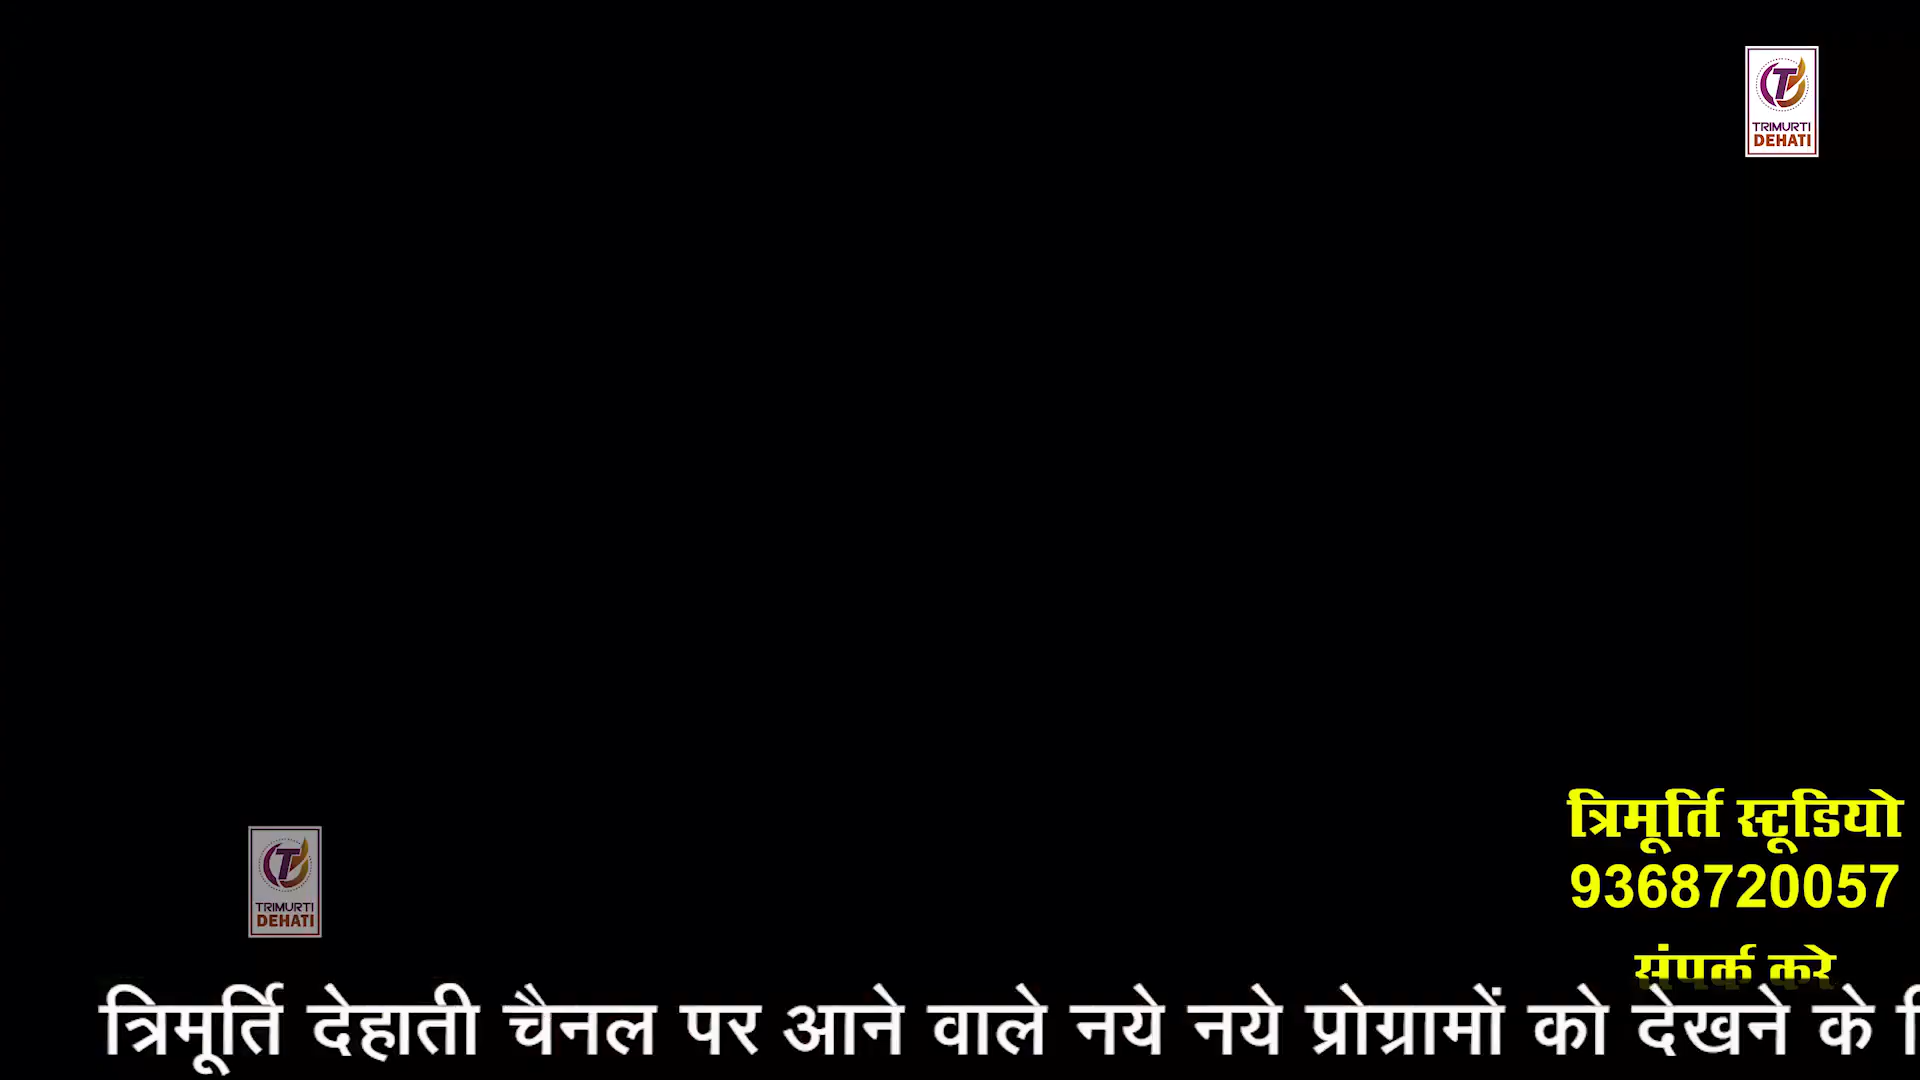 TRIMURTI
DEHATI
त्रिमूर्ति स्टूडियो
9368720057
संपर्क करे
TRIMURTI
DEHATI
त्रिमूर्ति देहाती चैनल पर आने वाले नये नये प्रोग्रामों को देखने के